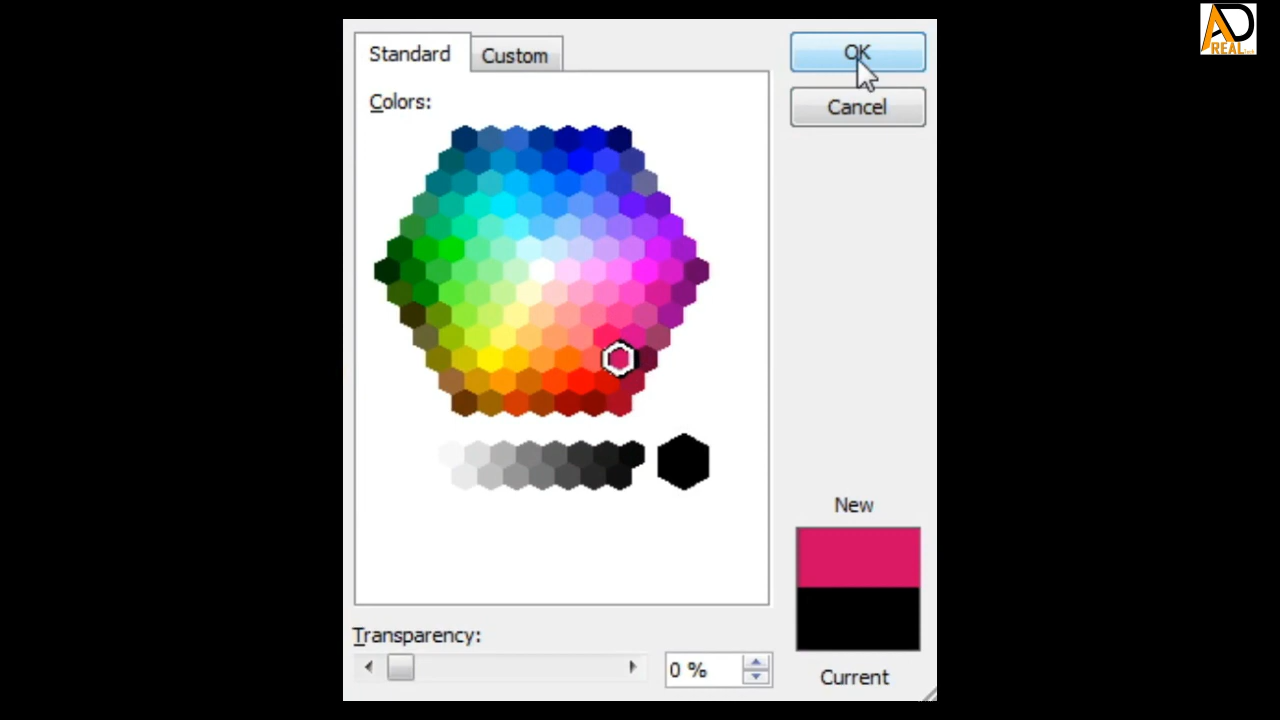 Standard
Custom
OK
Cancel
Colors:
New
Current
Transparency:
0 %
AD
REAL